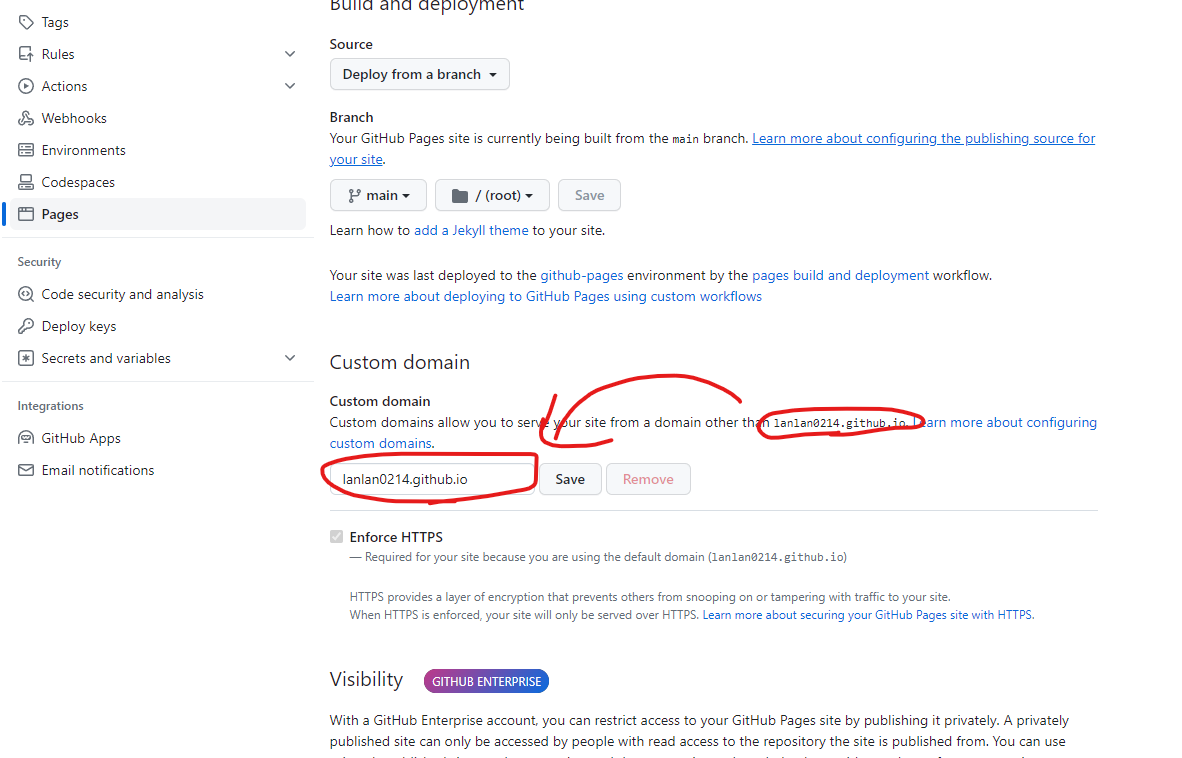 Build and deployment
Tags
Rules
Actions
Webhooks
Environments
Codespaces
Pages
Security
Code security and analysis
Deploy keys
Secrets and variables
Integrations
GitHub Apps
Email notifications
Source
Deploy from a branch
Branch
Your GitHub Pages site is currently being built from the main branch. Learn more about configuring the publishing source for
your site.
main
/ (root)
Save
Learn how to add a Jekyll theme to your site.
Your site was last deployed to the github-pages environment by the pages build and deployment workflow.
Learn more about deploying to GitHub Pages using custom workflows
Custom domain
Custom domain
Custom domains allow you to serve your site from a domain other than lanlan0214.github.io. Learn more about configuring
custom domains.
lanlan0214.github.io
Save
Remove
Enforce HTTPS
— Required for your site because you are using the default domain (lanlan0214.github.io)
HTTPS provides a layer of encryption that prevents others from snooping on or tampering with traffic to your site.
When HTTPS is enforced, your site will only be served over HTTPS. Learn more about securing your GitHub Pages site with HTTPS.
Visibility
GITHUB ENTERPRISE
With a GitHub Enterprise account, you can restrict access to your GitHub Pages site by publishing it privately. A privately
published site can only be accessed by people with read access to the repository the site is published from. You can use